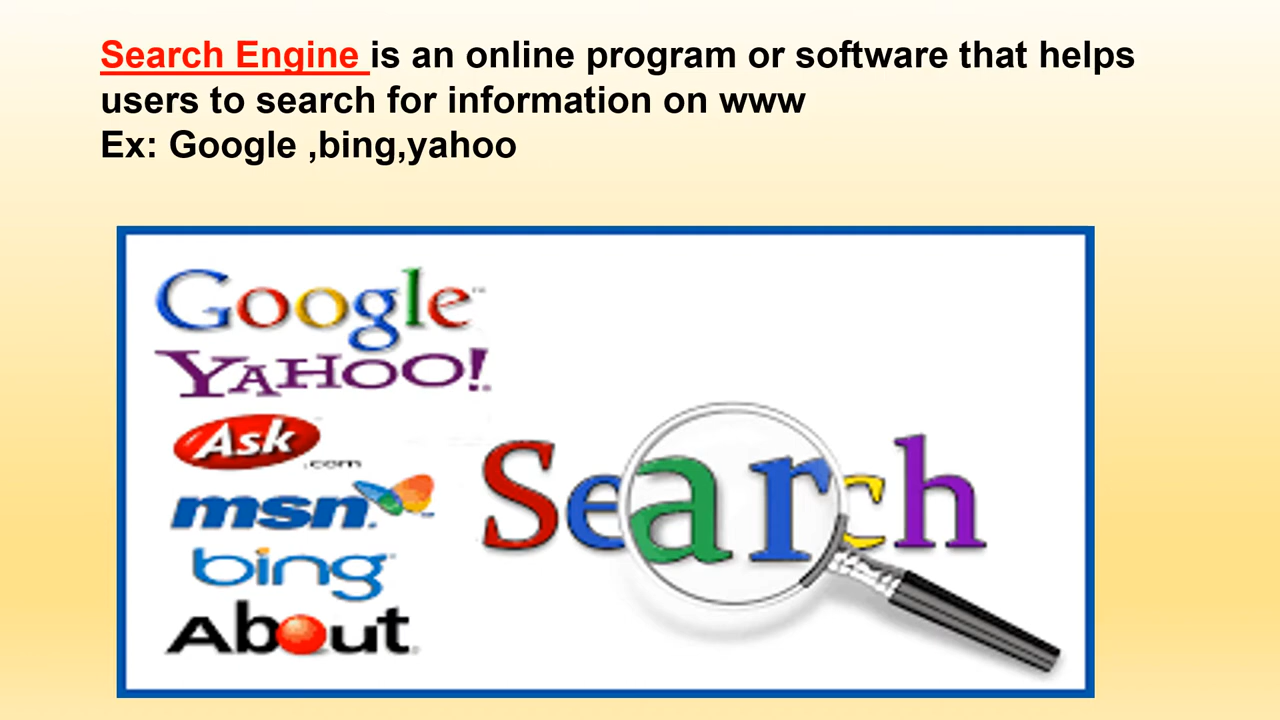 Search Engine is an online program or software that helps
users to search for information on www
Ex: Google ,bing,yahoo
Google™
YAHOO!
Ask
.com
msn
bing
About
Search